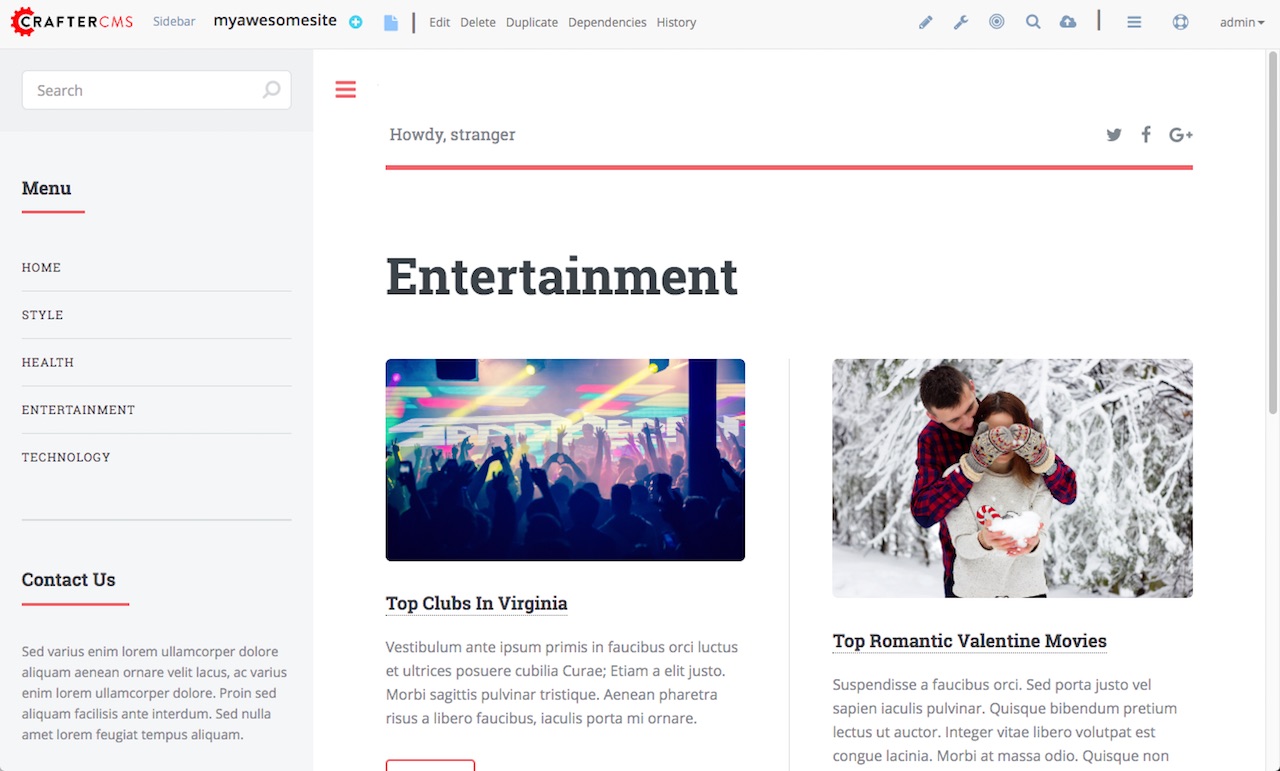 CRAFTERCMS Sidebar myawesomesite Edit Delete Duplicate Dependencies History admin
Search
Menu
HOME
STYLE
HEALTH
ENTERTAINMENT
TECHNOLOGY
Contact Us
Sed varius enim lorem ullamcorper dolore
aliquam aenean ornare velit lacus, ac varius
enim lorem ullamcorper dolore. Proin sed
aliquam facilisis ante interdum. Sed nulla
amet lorem feugiat tempus aliquam.
Howdy, stranger
G+
Entertainment
Top Clubs In Virginia
Vestibulum ante ipsum primis in faucibus orci luctus
et ultrices posuere cubilia Curae; Etiam a elit justo.
Morbi sagittis pulvinar tristique. Aenean pharetra
risus a libero faucibus, iaculis porta mi ornare.
Top Romantic Valentine Movies
Suspendisse a faucibus orci. Sed porta justo vel
sapien iaculis pulvinar. Quisque bibendum pretium
lectus ut auctor. Integer vitae libero volutpat est
congue lacinia. Morbi at massa odio. Quisque non